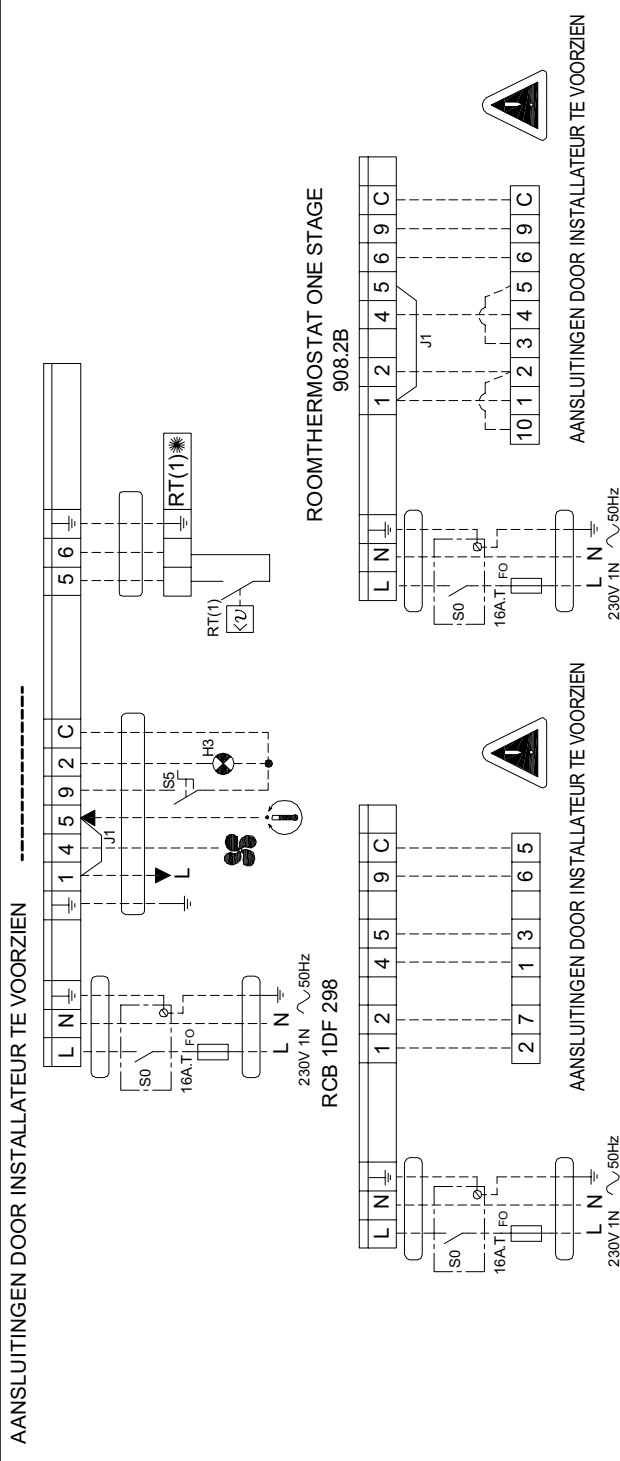 AANSLUITINGEN DOOR INSTALLATEUR TE VOORZIEN
L N
1 4 5 9 2 C
5 6
J1
S5
H3
L
RT(1)
RT(1)
<υ
S0
16A.T FO
L N
230V 1N 50Hz
RCB 1DF 298
L N
1 2 4 5 9 C
S0
16A.T FO
L N
230V 1N 50Hz
2 7 1 3 6 5
AANSLUITINGEN DOOR INSTALLATEUR TE VOORZIEN
ROOMTHERMOSTAT ONE STAGE
908.2B
L N
1 2 4 5 6 9 C
J1
S0
16A.T FO
L N
230V 1N 50Hz
10 1 2 3 4 5 6 9 C
AANSLUITINGEN DOOR INSTALLATEUR TE VOORZIEN